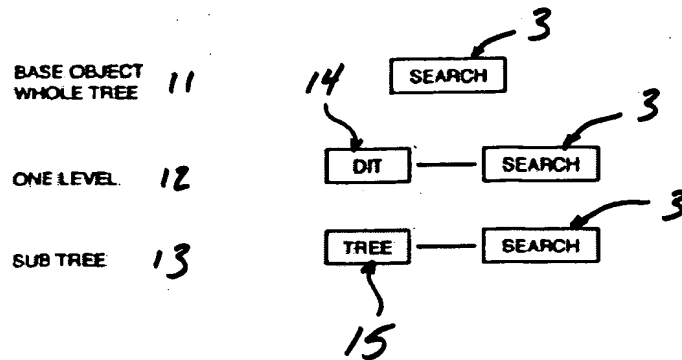 3
BASE OBJECT
WHOLE TREE 11 14 SEARCH
3
ONE LEVEL 12 DIT SEARCH
3
SUB TREE 13 TREE SEARCH
15